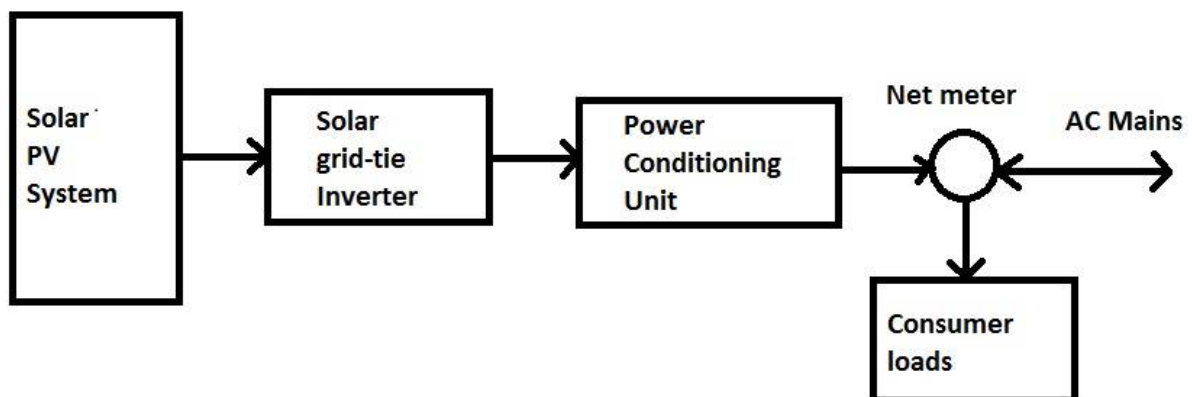 Solar
PV
System
Solar
grid-tie
Inverter
Power
Conditioning
Unit
Net meter
AC Mains
Consumer
loads